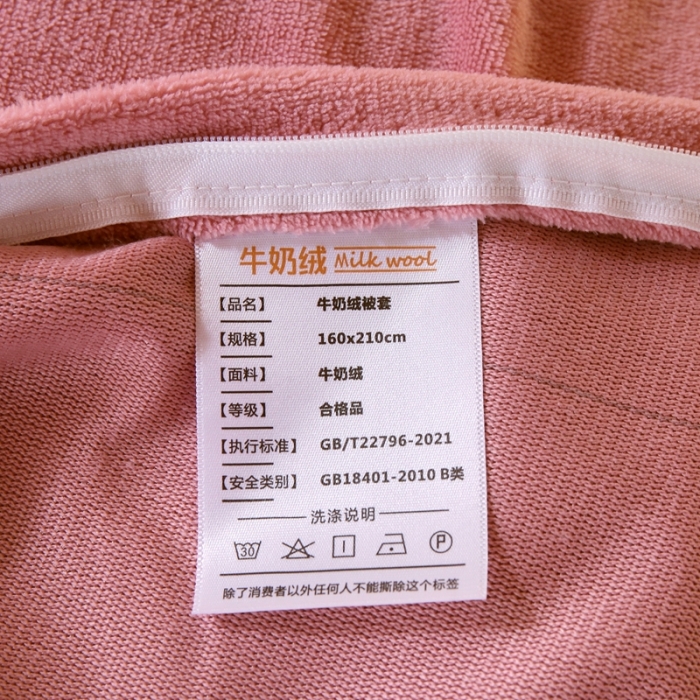 牛奶绒 Milk wool
【品名】 牛奶绒被套
【规格】 160x210cm
【面料】 牛奶绒
【等级】 合格品
【执行标准】 GB/T22796-2021
【安全类别】 GB18401-2010 B类
洗涤说明
30 P
除了消费者以外任何人不能撕除这个标签